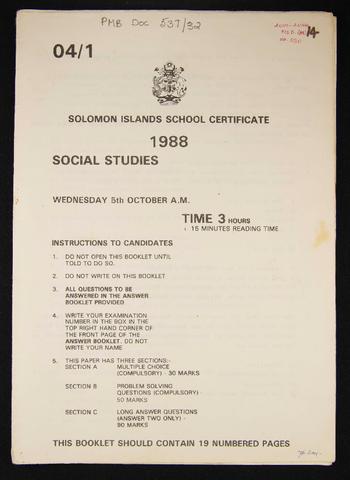 PMB Doc 537/32
14
04/1
SOLOMON ISLANDS SCHOOL CERTIFICATE
1988
SOCIAL STUDIES
WEDNESDAY 5th OCTOBER A.M.
TIME 3 HOURS
15 MINUTES READING TIME
INSTRUCTIONS TO CANDIDATES
1. DO NOT OPEN THIS BOOKLET UNTIL
TOLD TO DO SO.
2. DO NOT WRITE ON THIS BOOKLET
3. ALL QUESTIONS TO BE
ANSWERED IN THE ANSWER
BOOKLET PROVIDED
4. WRITE YOUR EXAMINATION
NUMBER IN THE BOX IN THE
TOP RIGHT HAND CORNER OF
THE FRONT PAGE OF THE
ANSWER BOOKLET. DO NOT
WRITE YOUR NAME
5. THIS PAPER HAS THREE SECTIONS:-
SECTION A MULTIPLE CHOICE
(COMPULSORY) - 30 MARKS
SECTION B PROBLEM SOLVING
QUESTIONS (COMPULSORY) -
50 MARKS
SECTION C LONG ANSWER QUESTIONS
(ANSWER TWO ONLY) -
90 MARKS
THIS BOOKLET SHOULD CONTAIN 19 NUMBERED PAGES